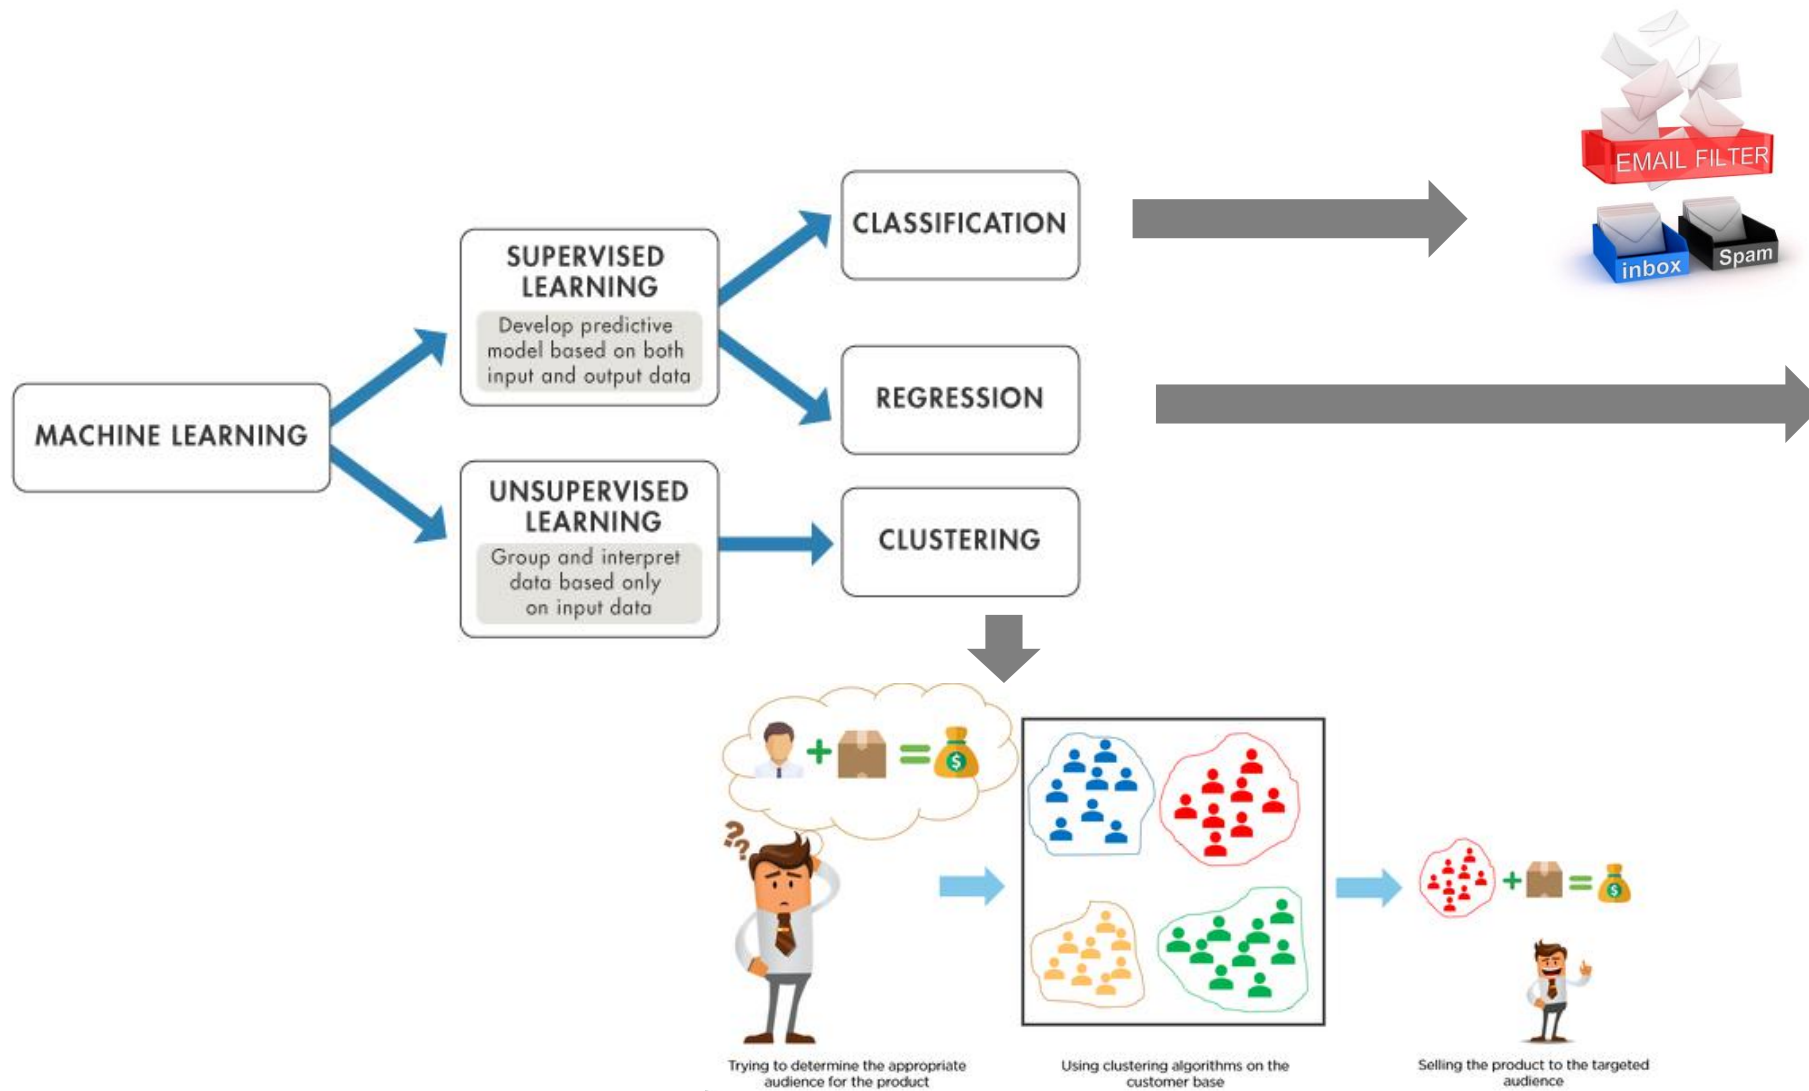 MACHINE LEARNING
SUPERVISED
LEARNING
Develop predictive
model based on both
input and output data
UNSUPERVISED
LEARNING
Group and interpret
data based only
on input data
CLASSIFICATION
REGRESSION
CLUSTERING
EMAIL FILTER
inbox
Spam
+
=
$
??
??
+
=
$
Trying to determine the appropriate
audience for the product
Using clustering algorithms on the
customer base
Selling the product to the targeted
audience